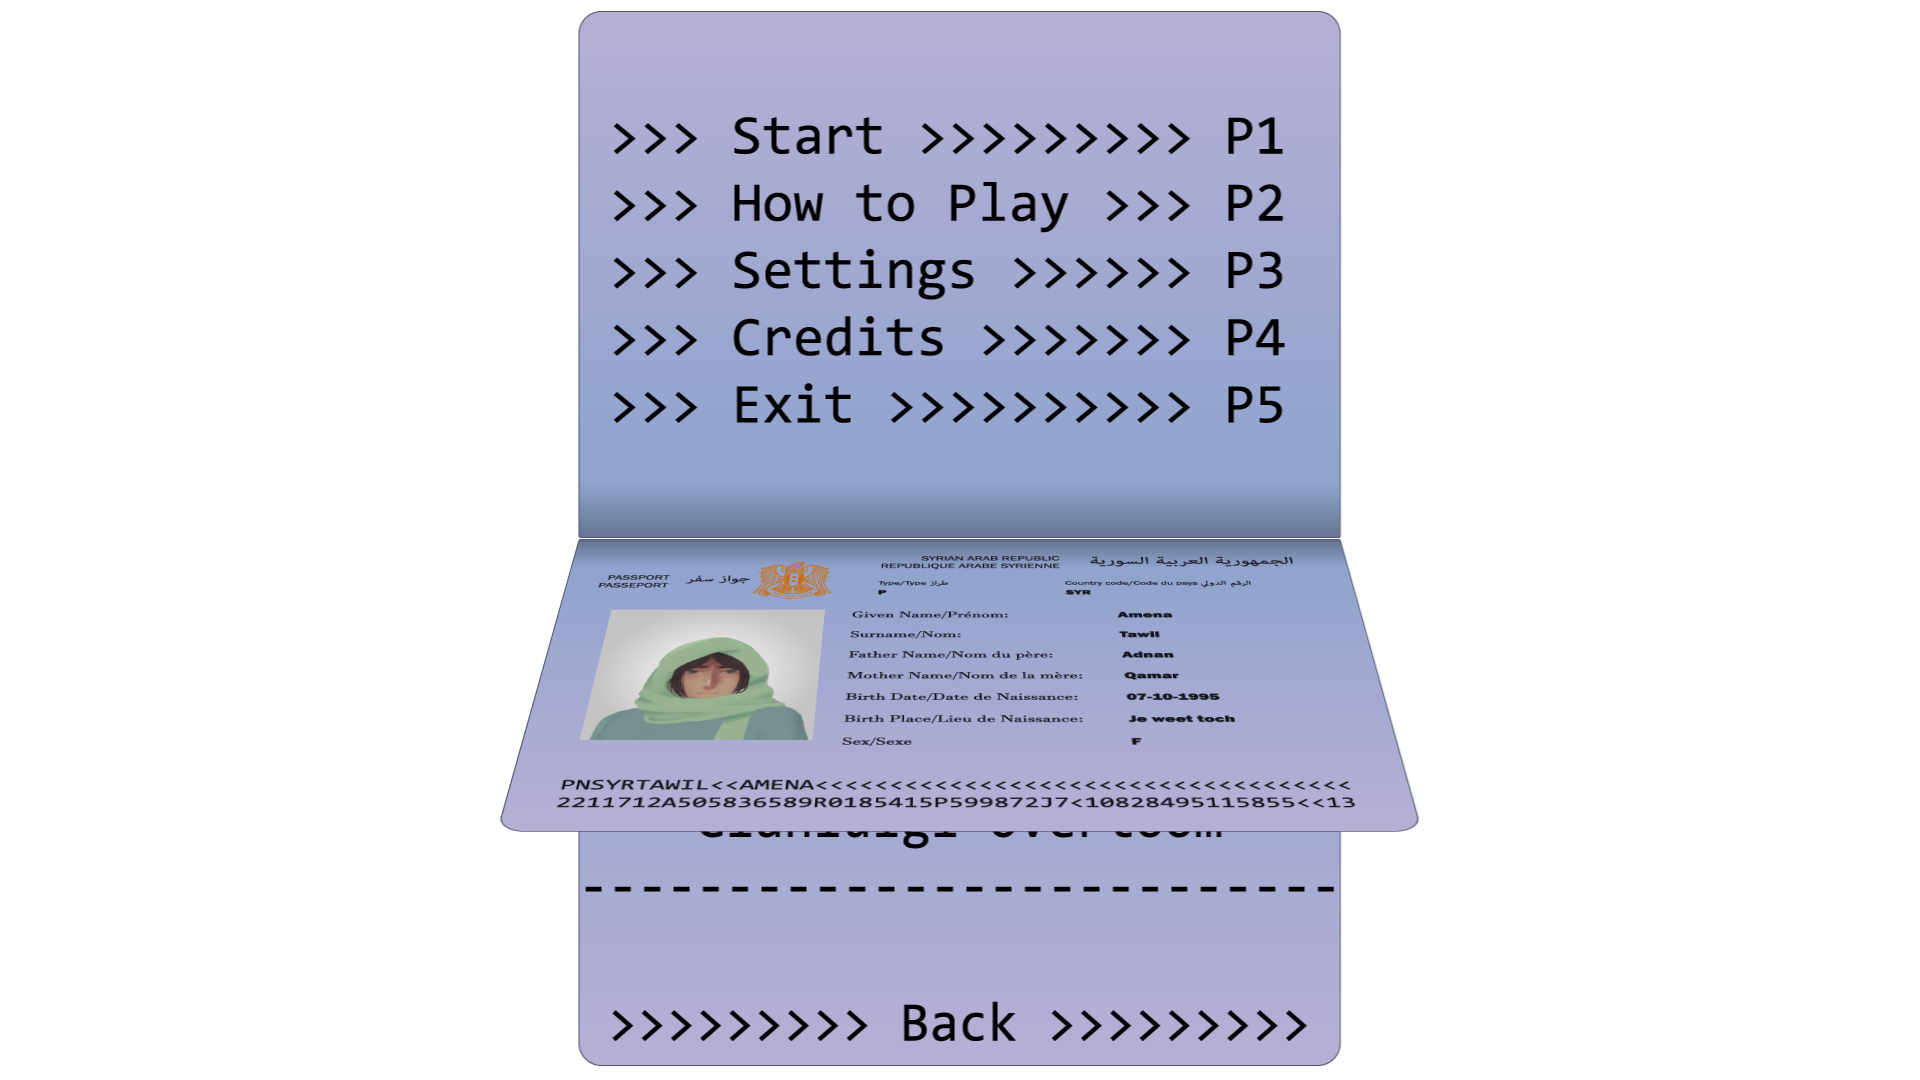 >>> Start >>>>>>>>> P1
>>> How to Play >>> P2
>>> Settings >>>>>> P3
>>> Credits >>>>>>> P4
>>> Exit >>>>>>>>>> P5
SYRIAN ARAB REPUBLIC
REPUBLIQUE ARABE SYRIENNE
الجمهورية العربية السورية
PASSPORT
PASSEPORT
جواز سفر
Type/Type طراز
P
Country code/Code du pays الرقم الدولي
SYR
Given Name/Prénom: Amena
Surname/Nom: Tawil
Father Name/Nom du père: Adnan
Mother Name/Nom de la mère: Qamar
Birth Date/Date de Naissance: 07-10-1995
Birth Place/Lieu de Naissance: Je weet toch
Sex/Sexe F
PNSYRTAWIL<<AMENA<<<<<<<<<<<<<<<<<<<<<<<<<<<<<<<<<<<<
2211712A505836589R0185415P599872J7<10828495115855<<13
--------------------------
>>>>>>>>> Back >>>>>>>>>